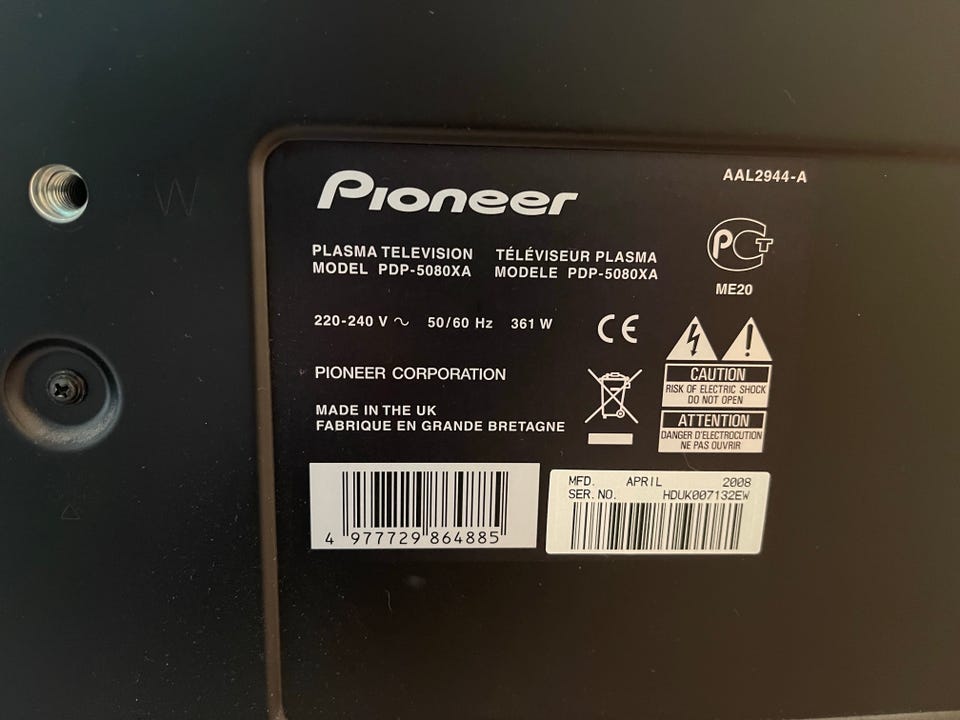 W
Pioneer
AAL2944-A
PLASMA TELEVISION TÉLÉVISEUR PLASMA
MODEL PDP-5080XA MODELE PDP-5080XA
PCT
ME20
220-240 V ~ 50/60 Hz 361 W
CE
PIONEER CORPORATION
CAUTION
RISK OF ELECTRIC SHOCK
DO NOT OPEN
MADE IN THE UK
FABRIQUE EN GRANDE BRETAGNE
ATTENTION
DANGER D'ELECTROCUTION
NE PAS OUVRIR
4 977729 864885
MFD. APRIL 2008
SER. NO. HDUK007132EW